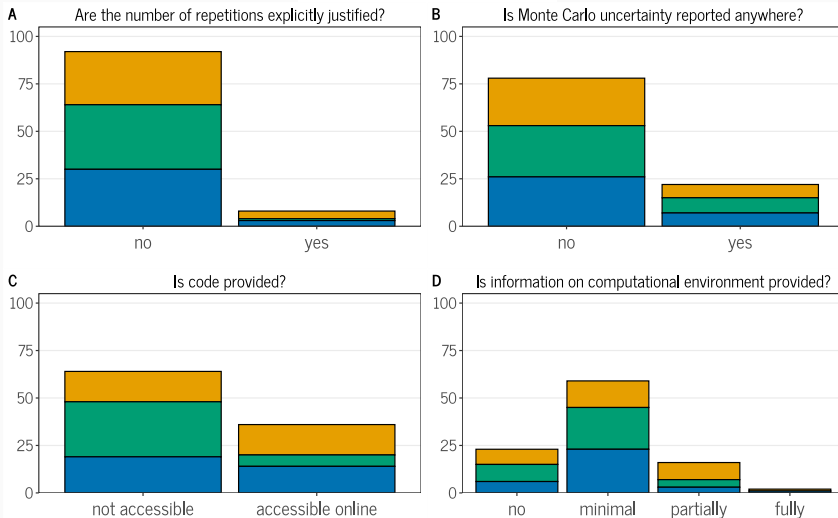 A Are the number of repetitions explicitly justified?
100
75
50
25
0
no yes
B Is Monte Carlo uncertainty reported anywhere?
100
75
50
25
0
no yes
C Is code provided?
100
75
50
25
0
not accessible accessible online
D Is information on computational environment provided?
100
75
50
25
0
no minimal partially fully